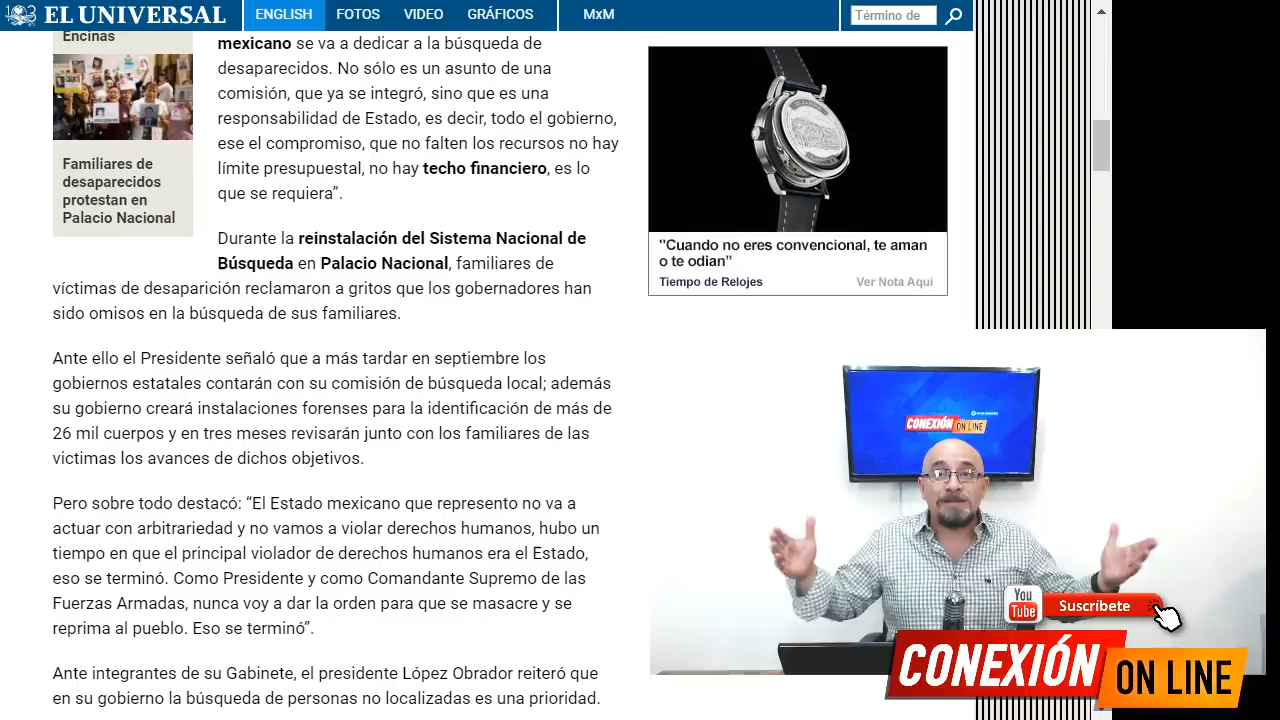 EL UNIVERSAL
ENGLISH
FOTOS
VIDEO
GRÁFICOS
MxM
Término de
Encinas
Familiares de
desaparecidos
protestan en
Palacio Nacional
mexicano se va a dedicar a la búsqueda de
desaparecidos. No sólo es un asunto de una
comisión, que ya se integró, sino que es una
responsabilidad de Estado, es decir, todo el gobierno,
ese el compromiso, que no falten los recursos no hay
límite presupuestal, no hay techo financiero, es lo
que se requiera”.
Durante la reinstalación del Sistema Nacional de
Búsqueda en Palacio Nacional, familiares de
víctimas de desaparición reclamaron a gritos que los gobernadores han
sido omisos en la búsqueda de sus familiares.
Ante ello el Presidente señaló que a más tardar en septiembre los
gobiernos estatales contarán con su comisión de búsqueda local; además
su gobierno creará instalaciones forenses para la identificación de más de
26 mil cuerpos y en tres meses revisarán junto con los familiares de las
victimas los avances de dichos objetivos.
Pero sobre todo destacó: “El Estado mexicano que represento no va a
actuar con arbitrariedad y no vamos a violar derechos humanos, hubo un
tiempo en que el principal violador de derechos humanos era el Estado,
eso se terminó. Como Presidente y como Comandante Supremo de las
Fuerzas Armadas, nunca voy a dar la orden para que se masacre y se
reprima al pueblo. Eso se terminó”.
Ante integrantes de su Gabinete, el presidente López Obrador reiteró que
en su gobierno la búsqueda de personas no localizadas es una prioridad.
"Cuando no eres convencional, te aman
o te odian”
Tiempo de Relojes
Ver Nota Aquí
CONEXIÓN
ON LINE
You
Tube
Suscríbete
CONEXIÓN
ON LINE